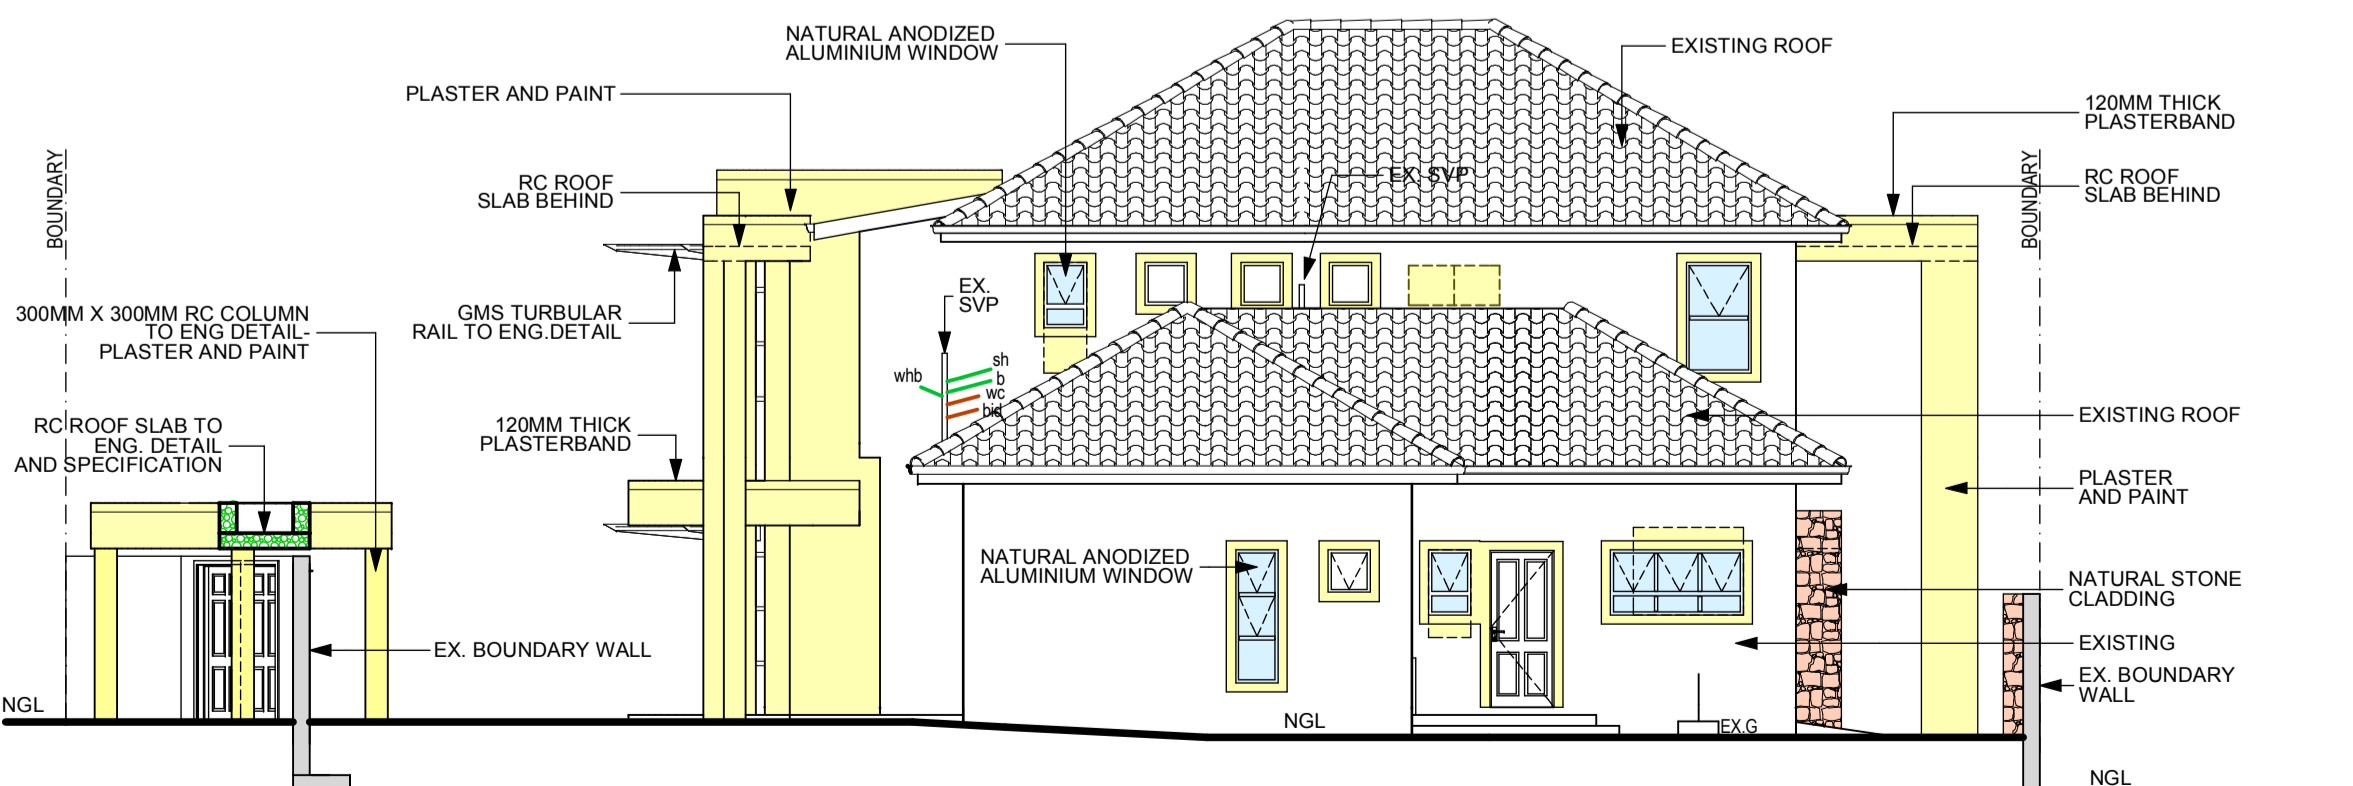 NATURAL ANODIZED
ALUMINIUM WINDOW
EXISTING ROOF
PLASTER AND PAINT
120MM THICK
PLASTERBAND
BOUNDARY
BOUNDARY
RC ROOF
SLAB BEHIND
EX. SVP
RC ROOF
SLAB BEHIND
EX.
SVP
300MM X 300MM RC COLUMN
TO ENG DETAIL-
PLASTER AND PAINT
GMS TURBULAR
RAIL TO ENG.DETAIL
sh
whb
b
wc
bid
EXISTING ROOF
RC ROOF SLAB TO
ENG. DETAIL
AND SPECIFICATION
120MM THICK
PLASTERBAND
PLASTER
AND PAINT
NATURAL ANODIZED
ALUMINIUM WINDOW
NATURAL STONE
CLADDING
EX. BOUNDARY WALL
EXISTING
EX. BOUNDARY
WALL
NGL
NGL
EX.G
NGL